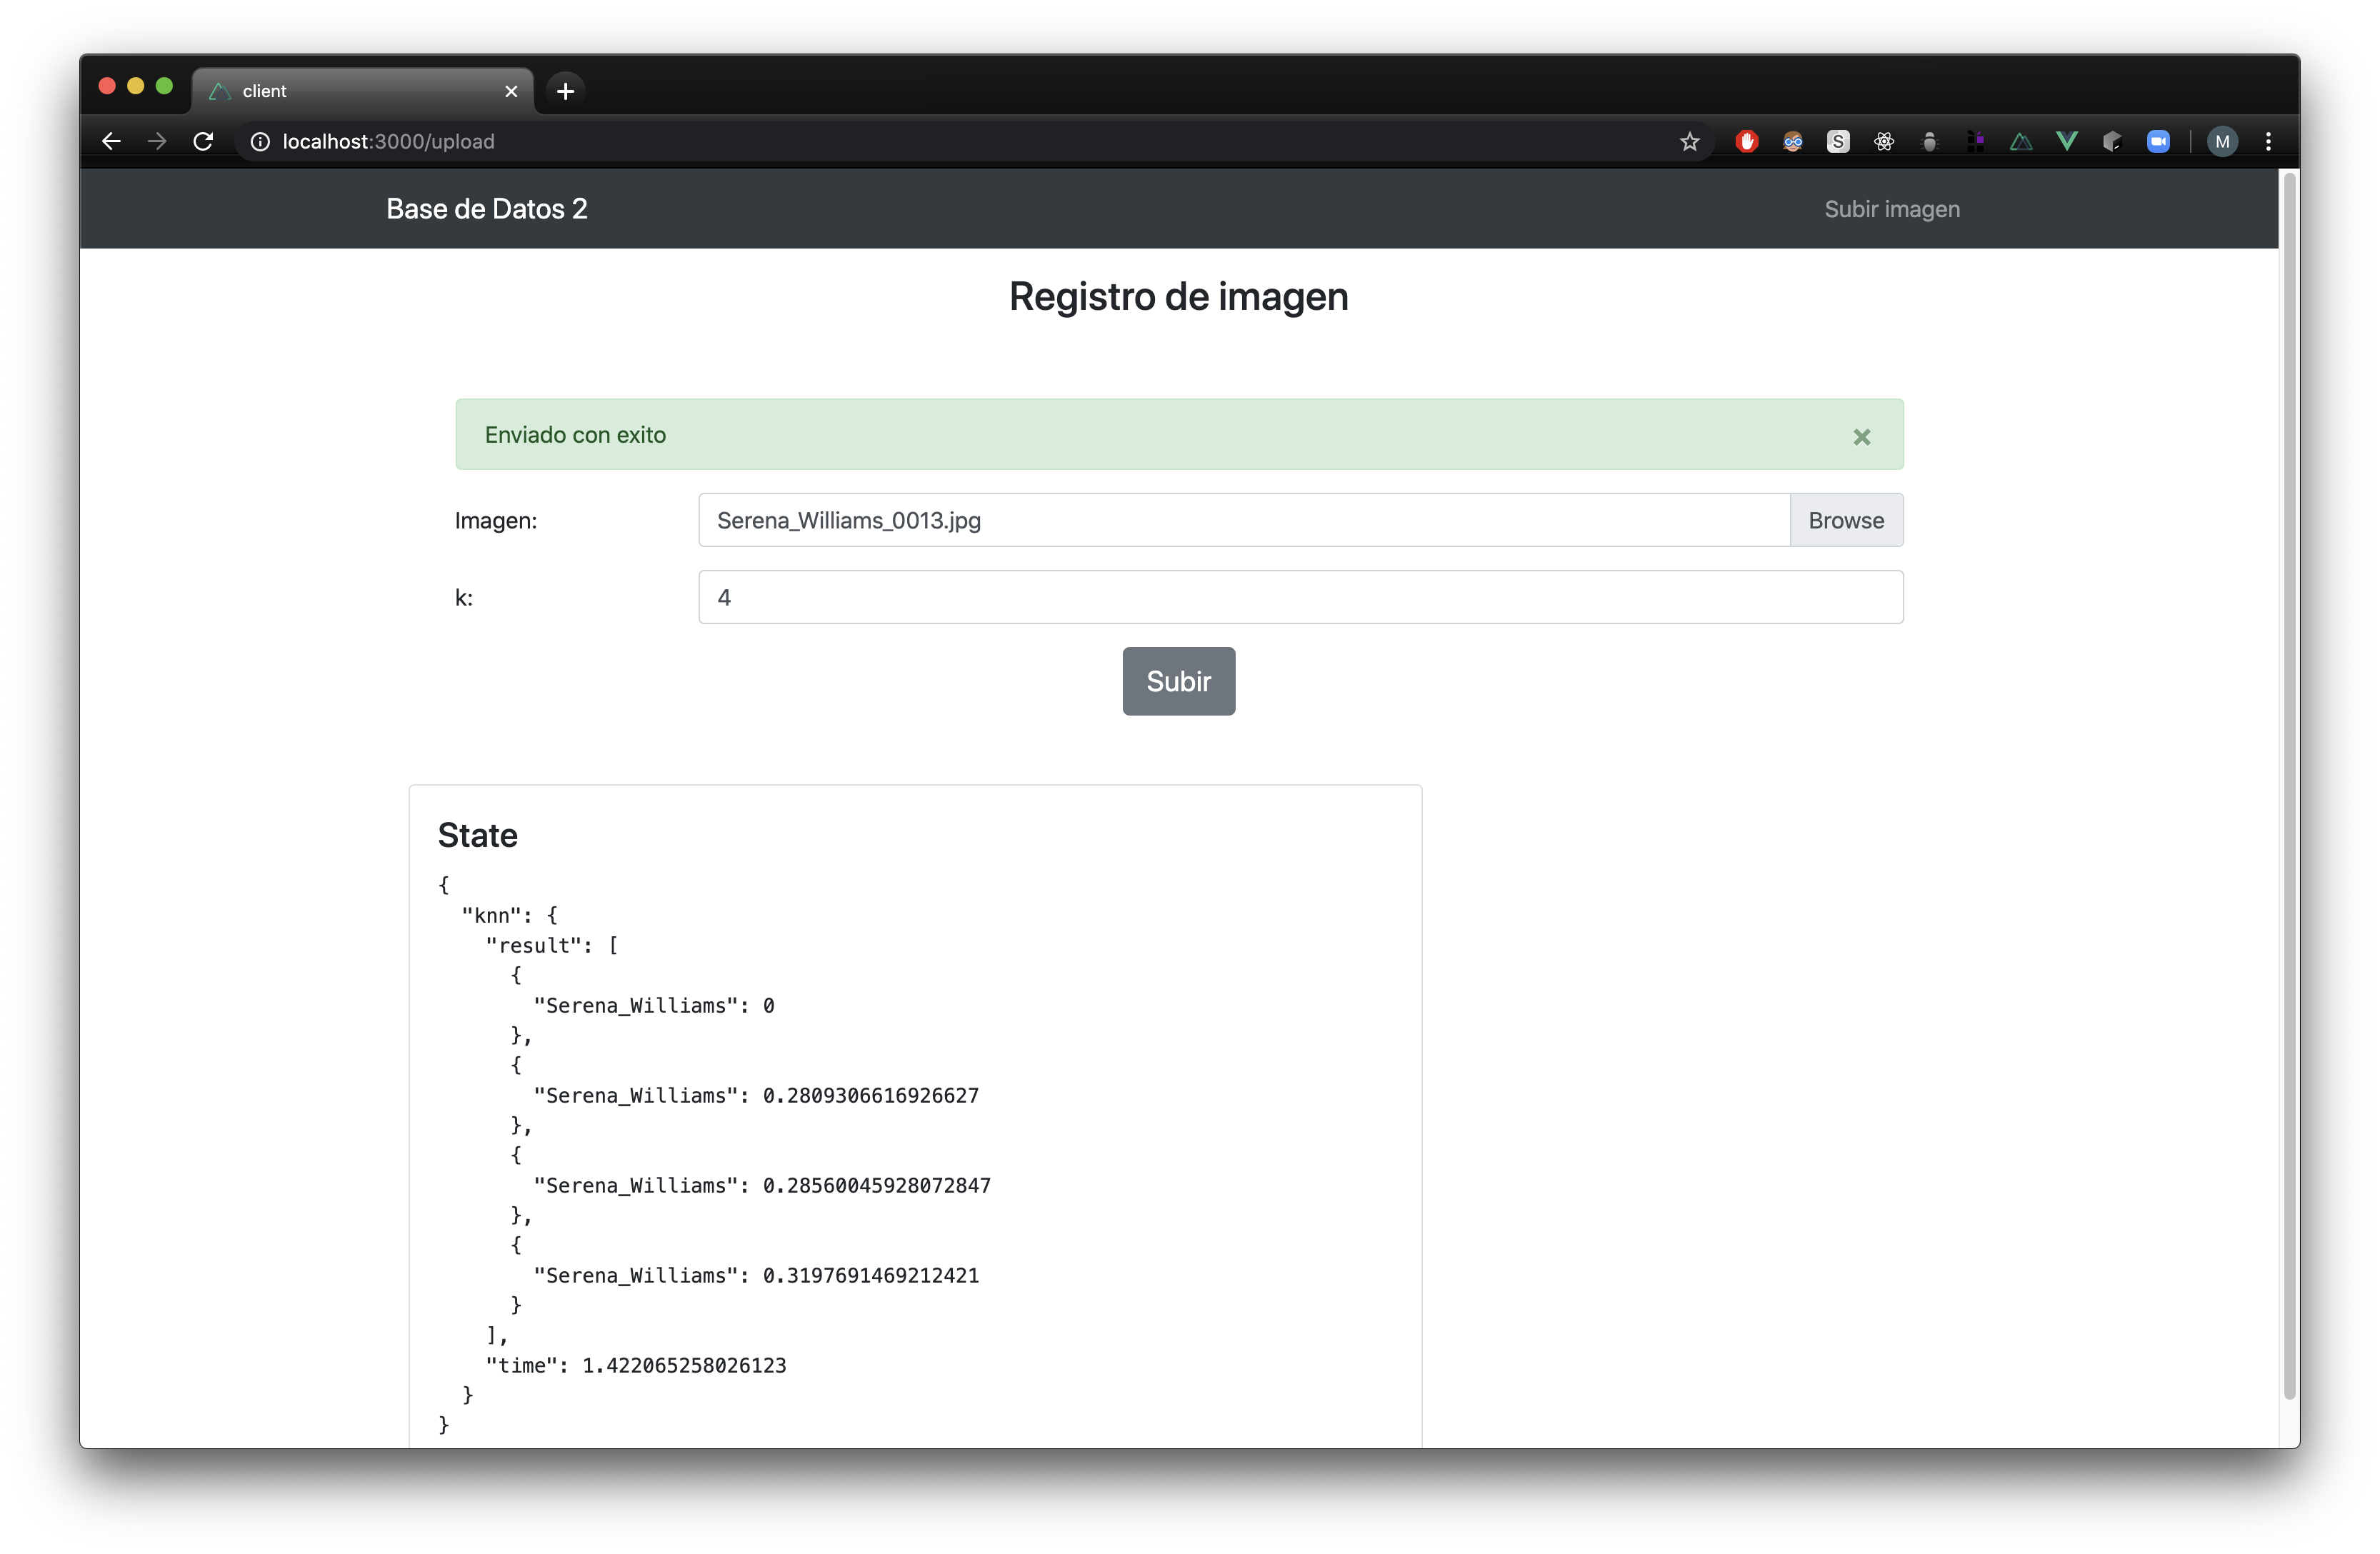 client
localhost:3000/upload
S
M
Base de Datos 2
Subir imagen
Registro de imagen
Enviado con exito
Imagen:
Serena_Williams_0013.jpg
Browse
k:
4
Subir
State
{
"knn": {
"result": [
{
"Serena_Williams": 0
},
{
"Serena_Williams": 0.2809306616926627
},
{
"Serena_Williams": 0.28560045928072847
},
{
"Serena_Williams": 0.3197691469212421
}
],
"time": 1.422065258026123
}
}